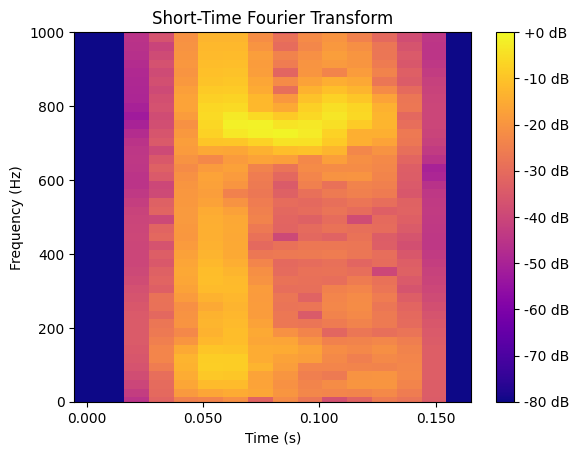 Short-Time Fourier Transform
1000
800
600
400
200
0
Frequency (Hz)
0.000
0.050
0.100
0.150
Time (s)
+0 dB
-10 dB
-20 dB
-30 dB
-40 dB
-50 dB
-60 dB
-70 dB
-80 dB